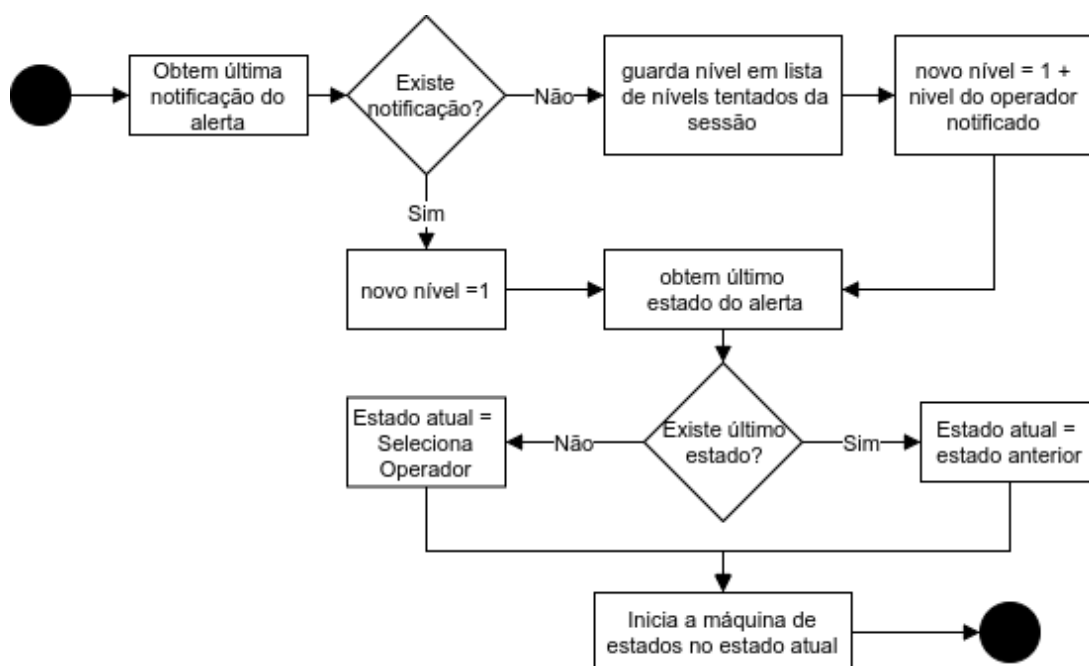 Obtem última
notificação do
alerta
Existe
notificação?
Não
guarda nível em lista
de nívels tentados da
sessão
novo nível = 1 +
nivel do operador
notificado
Sim
novo nível =1
obtem último
estado do alerta
Existe último
estado?
Não
Estado atual =
Seleciona
Operador
Sim
Estado atual =
estado anterior
Inicia a máquina de
estados no estado atual